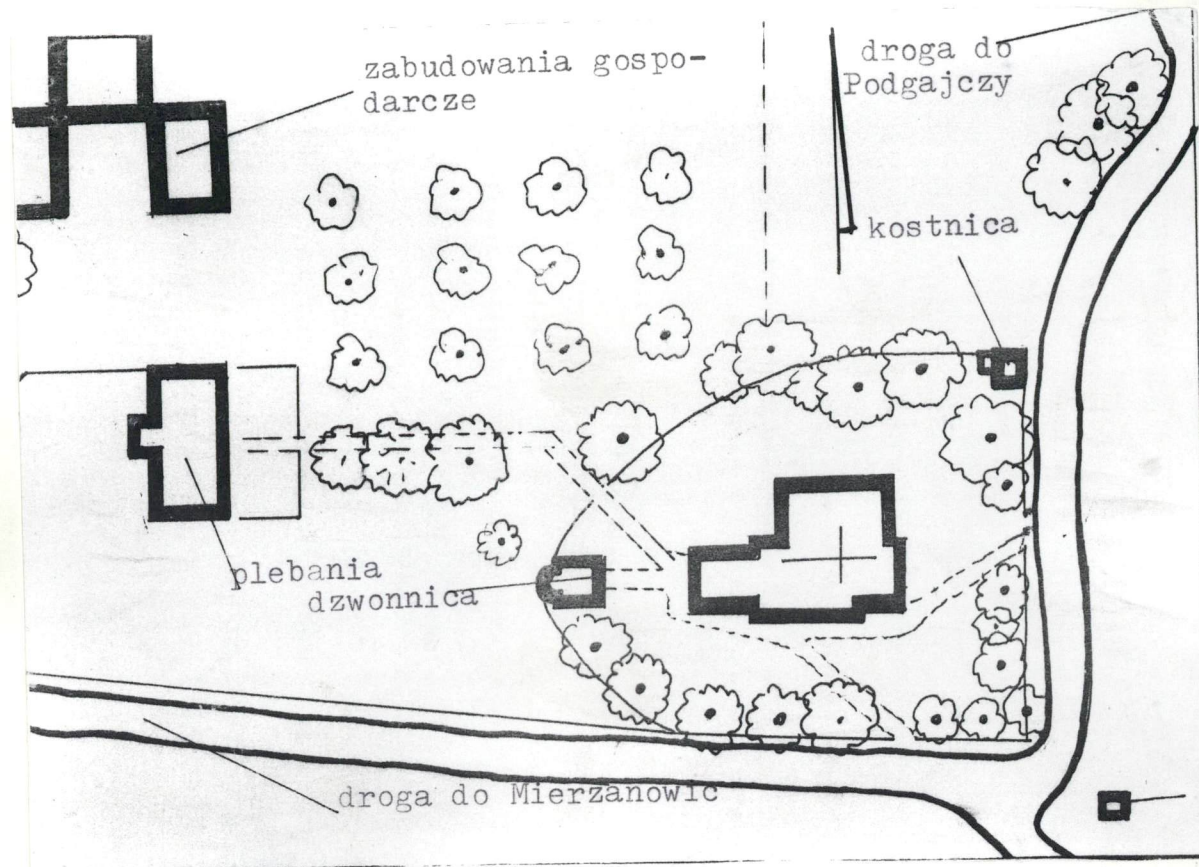 zabudowania gospo-
darcze
droga do
Podgajczy
kostnica
plebania
dzwonnica
droga do Mierzanowic